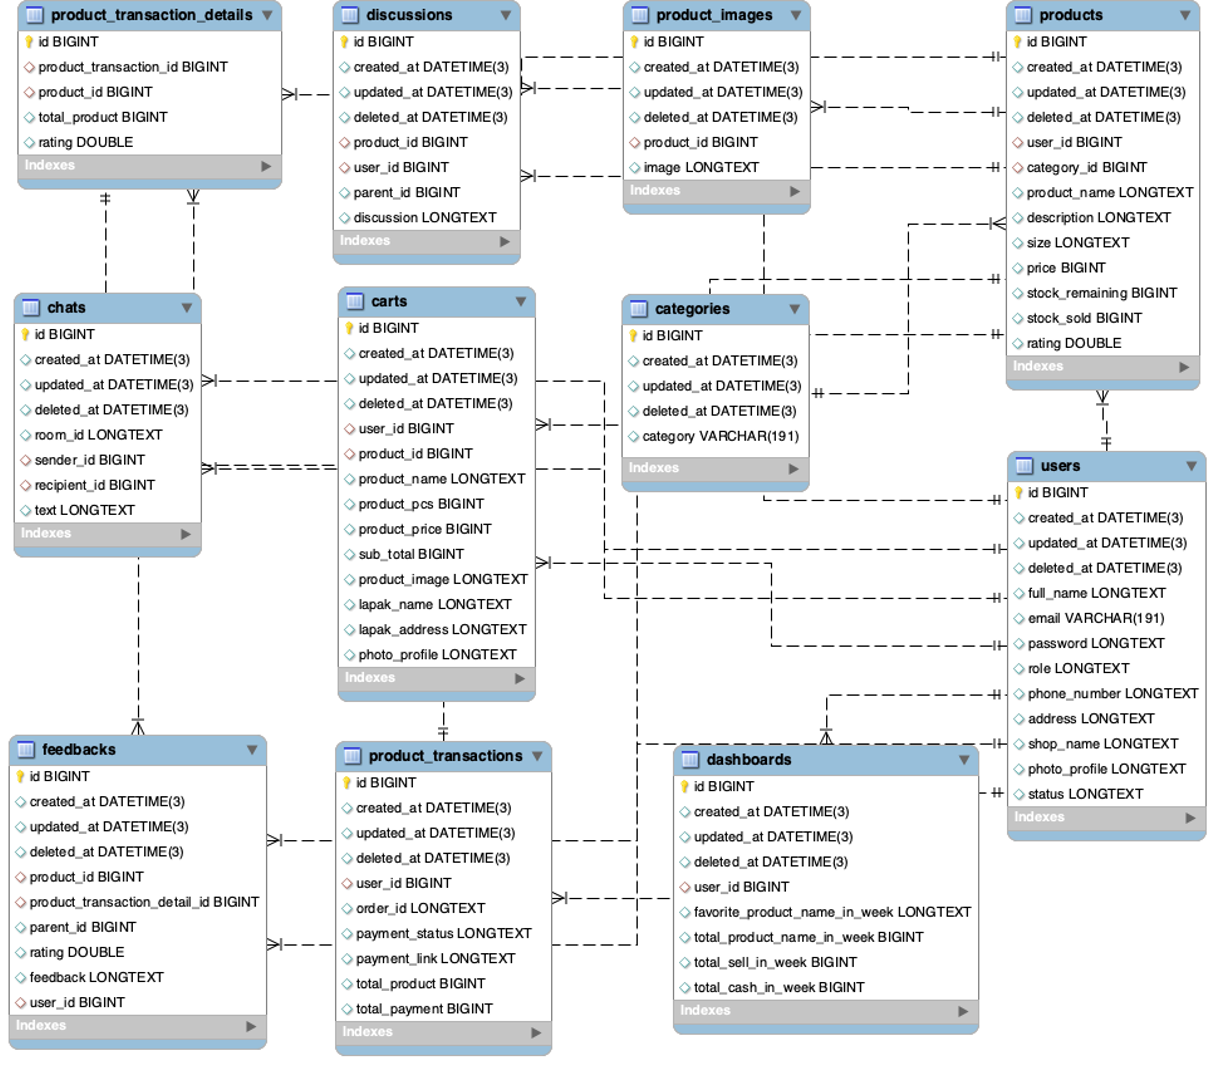 product_transaction_details
id BIGINT
product_transaction_id BIGINT
product_id BIGINT
total_product BIGINT
rating DOUBLE
Indexes
discussions
id BIGINT
created_at DATETIME(3)
updated_at DATETIME(3)
deleted_at DATETIME(3)
product_id BIGINT
user_id BIGINT
parent_id BIGINT
discussion LONGTEXT
Indexes
product_images
id BIGINT
created_at DATETIME(3)
updated_at DATETIME(3)
deleted_at DATETIME(3)
product_id BIGINT
image LONGTEXT
Indexes
products
id BIGINT
created_at DATETIME(3)
updated_at DATETIME(3)
deleted_at DATETIME(3)
user_id BIGINT
category_id BIGINT
product_name LONGTEXT
description LONGTEXT
size LONGTEXT
price BIGINT
stock_remaining BIGINT
stock_sold BIGINT
rating DOUBLE
Indexes
chats
id BIGINT
created_at DATETIME(3)
updated_at DATETIME(3)
deleted_at DATETIME(3)
room_id LONGTEXT
sender_id BIGINT
recipient_id BIGINT
text LONGTEXT
Indexes
carts
id BIGINT
created_at DATETIME(3)
updated_at DATETIME(3)
deleted_at DATETIME(3)
user_id BIGINT
product_id BIGINT
product_name LONGTEXT
product_pcs BIGINT
product_price BIGINT
sub_total BIGINT
product_image LONGTEXT
lapak_name LONGTEXT
lapak_address LONGTEXT
photo_profile LONGTEXT
Indexes
categories
id BIGINT
created_at DATETIME(3)
updated_at DATETIME(3)
deleted_at DATETIME(3)
category VARCHAR(191)
Indexes
users
id BIGINT
created_at DATETIME(3)
updated_at DATETIME(3)
deleted_at DATETIME(3)
full_name LONGTEXT
email VARCHAR(191)
password LONGTEXT
role LONGTEXT
phone_number LONGTEXT
address LONGTEXT
shop_name LONGTEXT
photo_profile LONGTEXT
status LONGTEXT
Indexes
feedbacks
id BIGINT
created_at DATETIME(3)
updated_at DATETIME(3)
deleted_at DATETIME(3)
product_id BIGINT
product_transaction_detail_id BIGINT
parent_id BIGINT
rating DOUBLE
feedback LONGTEXT
user_id BIGINT
Indexes
product_transactions
id BIGINT
created_at DATETIME(3)
updated_at DATETIME(3)
deleted_at DATETIME(3)
user_id BIGINT
order_id LONGTEXT
payment_status LONGTEXT
payment_link LONGTEXT
total_product BIGINT
total_payment BIGINT
Indexes
dashboards
id BIGINT
created_at DATETIME(3)
updated_at DATETIME(3)
deleted_at DATETIME(3)
user_id BIGINT
favorite_product_name_in_week LONGTEXT
total_product_name_in_week BIGINT
total_sell_in_week BIGINT
total_cash_in_week BIGINT
Indexes